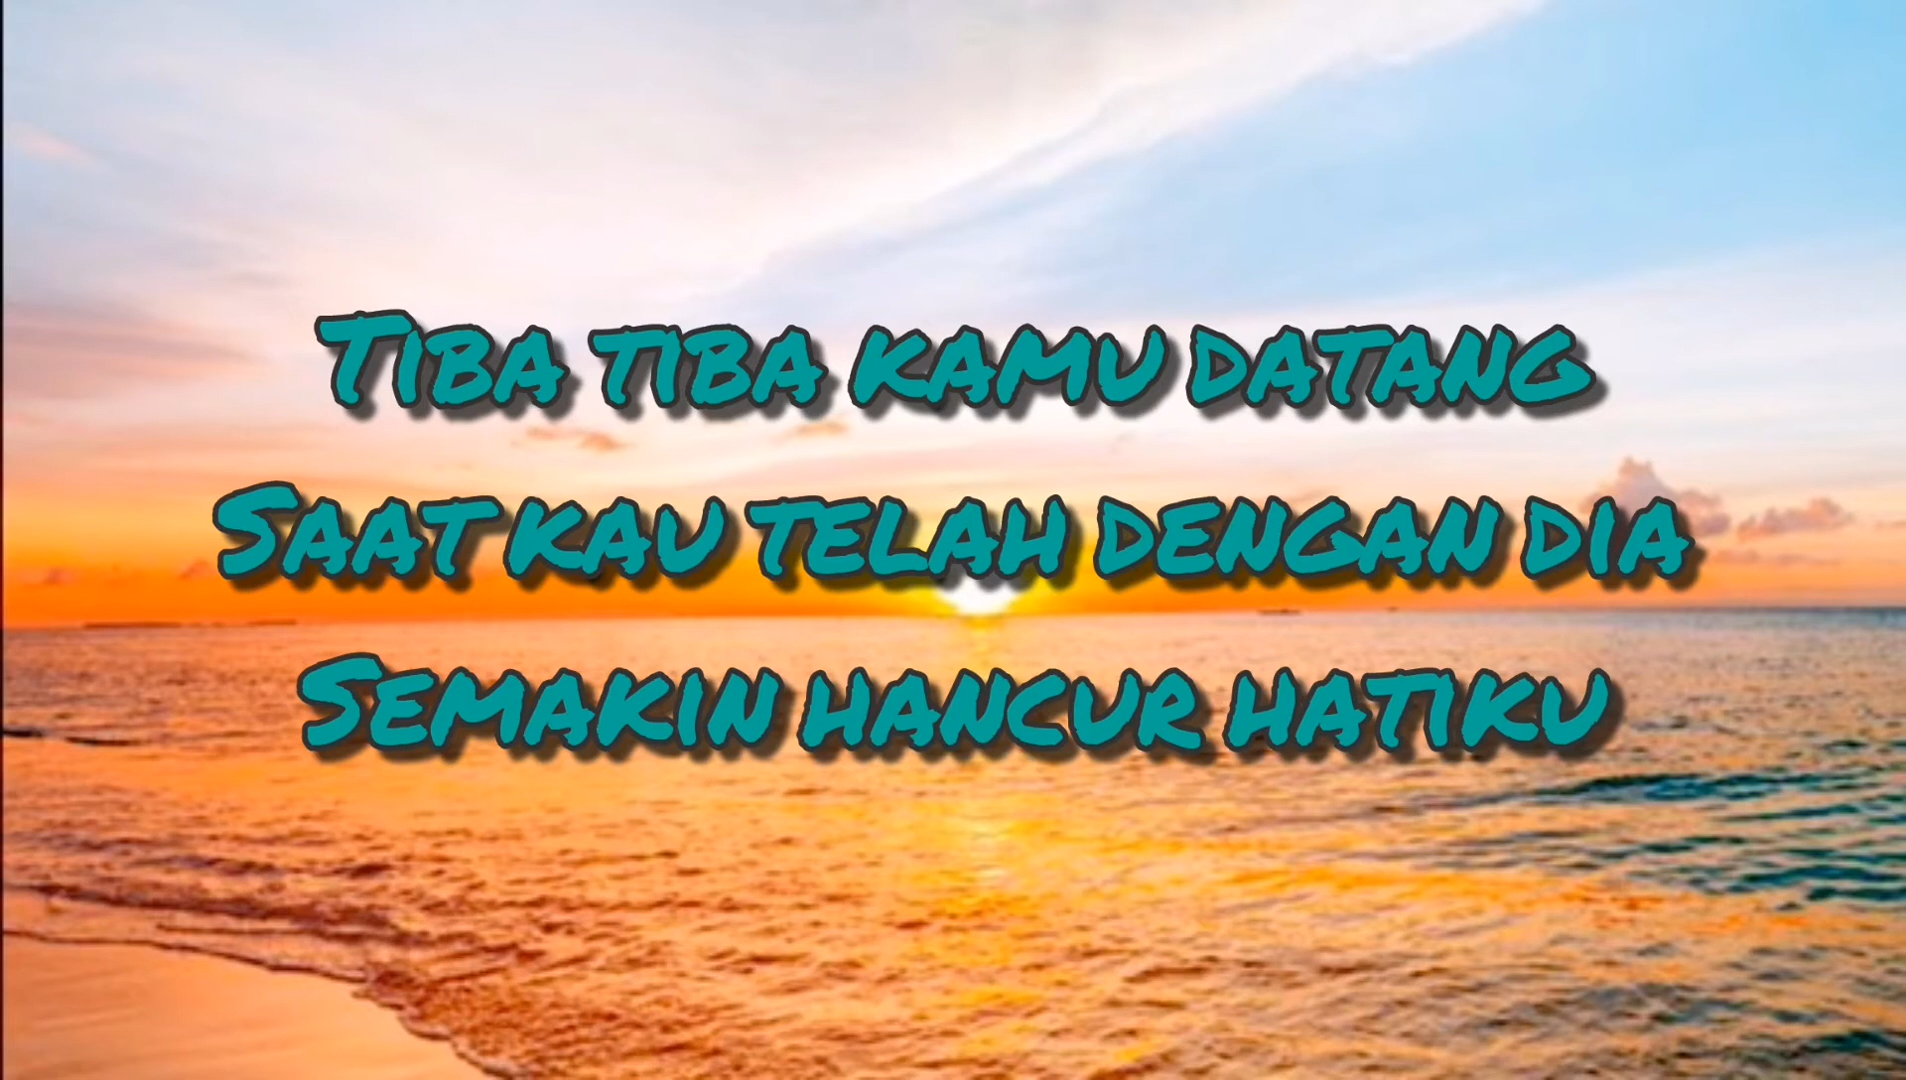 Tiba tiba kamu datang
Saat kau telah dengan dia
Semakin hancur hatiku